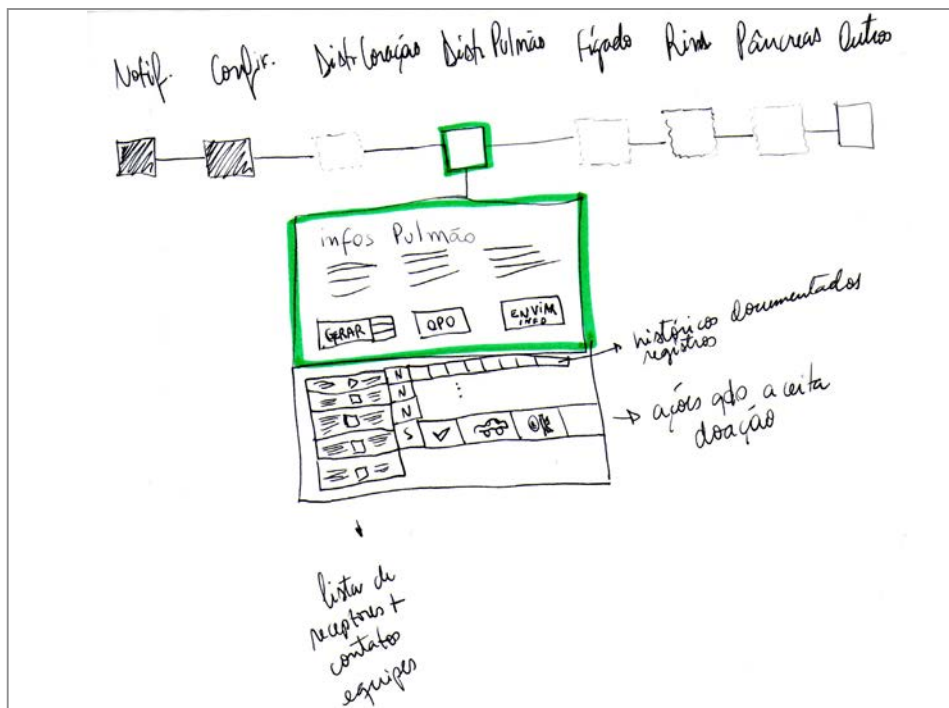 Notif. Confir. Distr Coração Distr Pulmão Fígado Rins Pâncreas Outros
infos Pulmão
GERAR OPO ENVIAR
INFO
históricos documentados
registros
N
N
N
S
ações qdo aceita
doação
lista de
receptores +
contatos
equipes